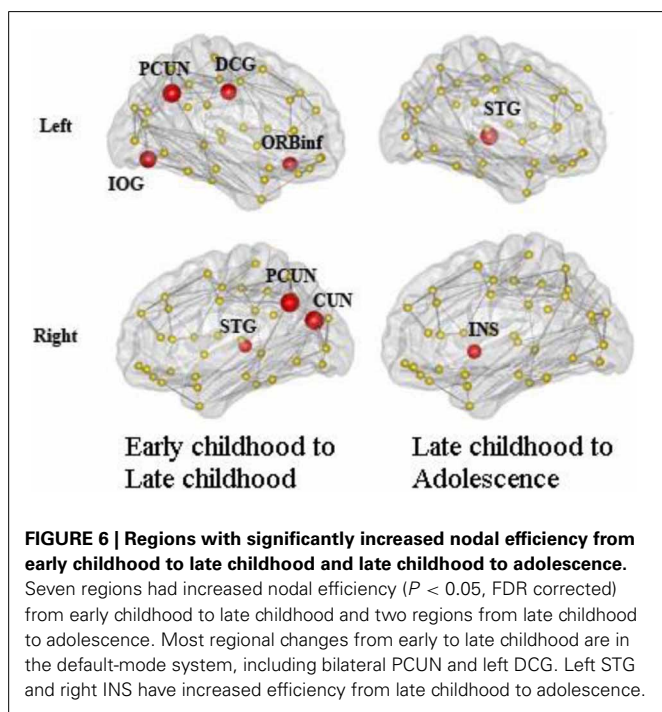 PCUN DCG
STG
Left
ORBinf
IOG
PCUN
CUN
STG
INS
Right
Early childhood to
Late childhood
Late childhood to
Adolescence
FIGURE 6 | Regions with significantly increased nodal efficiency from
early childhood to late childhood and late childhood to adolescence.
Seven regions had increased nodal efficiency (P < 0.05, FDR corrected)
from early childhood to late childhood and two regions from late childhood
to adolescence. Most regional changes from early to late childhood are in
the default-mode system, including bilateral PCUN and left DCG. Left STG
and right INS have increased efficiency from late childhood to adolescence.